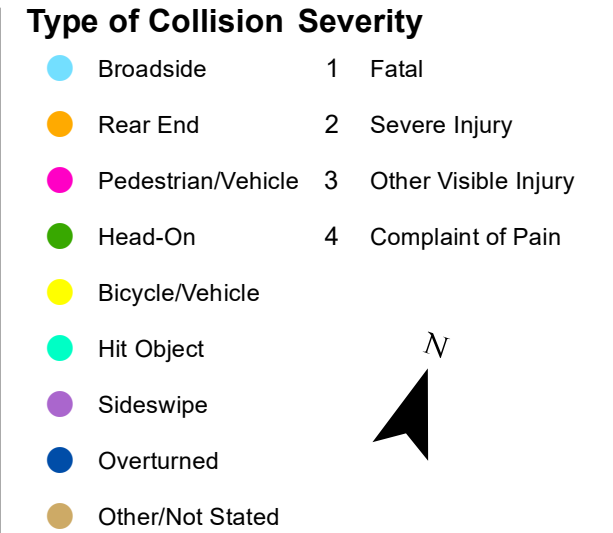 Type of Collision Severity
Broadside 1 Fatal
Rear End 2 Severe Injury
Pedestrian/Vehicle 3 Other Visible Injury
Head-On 4 Complaint of Pain
Bicycle/Vehicle
Hit Object
N
Sideswipe
Overturned
Other/Not Stated